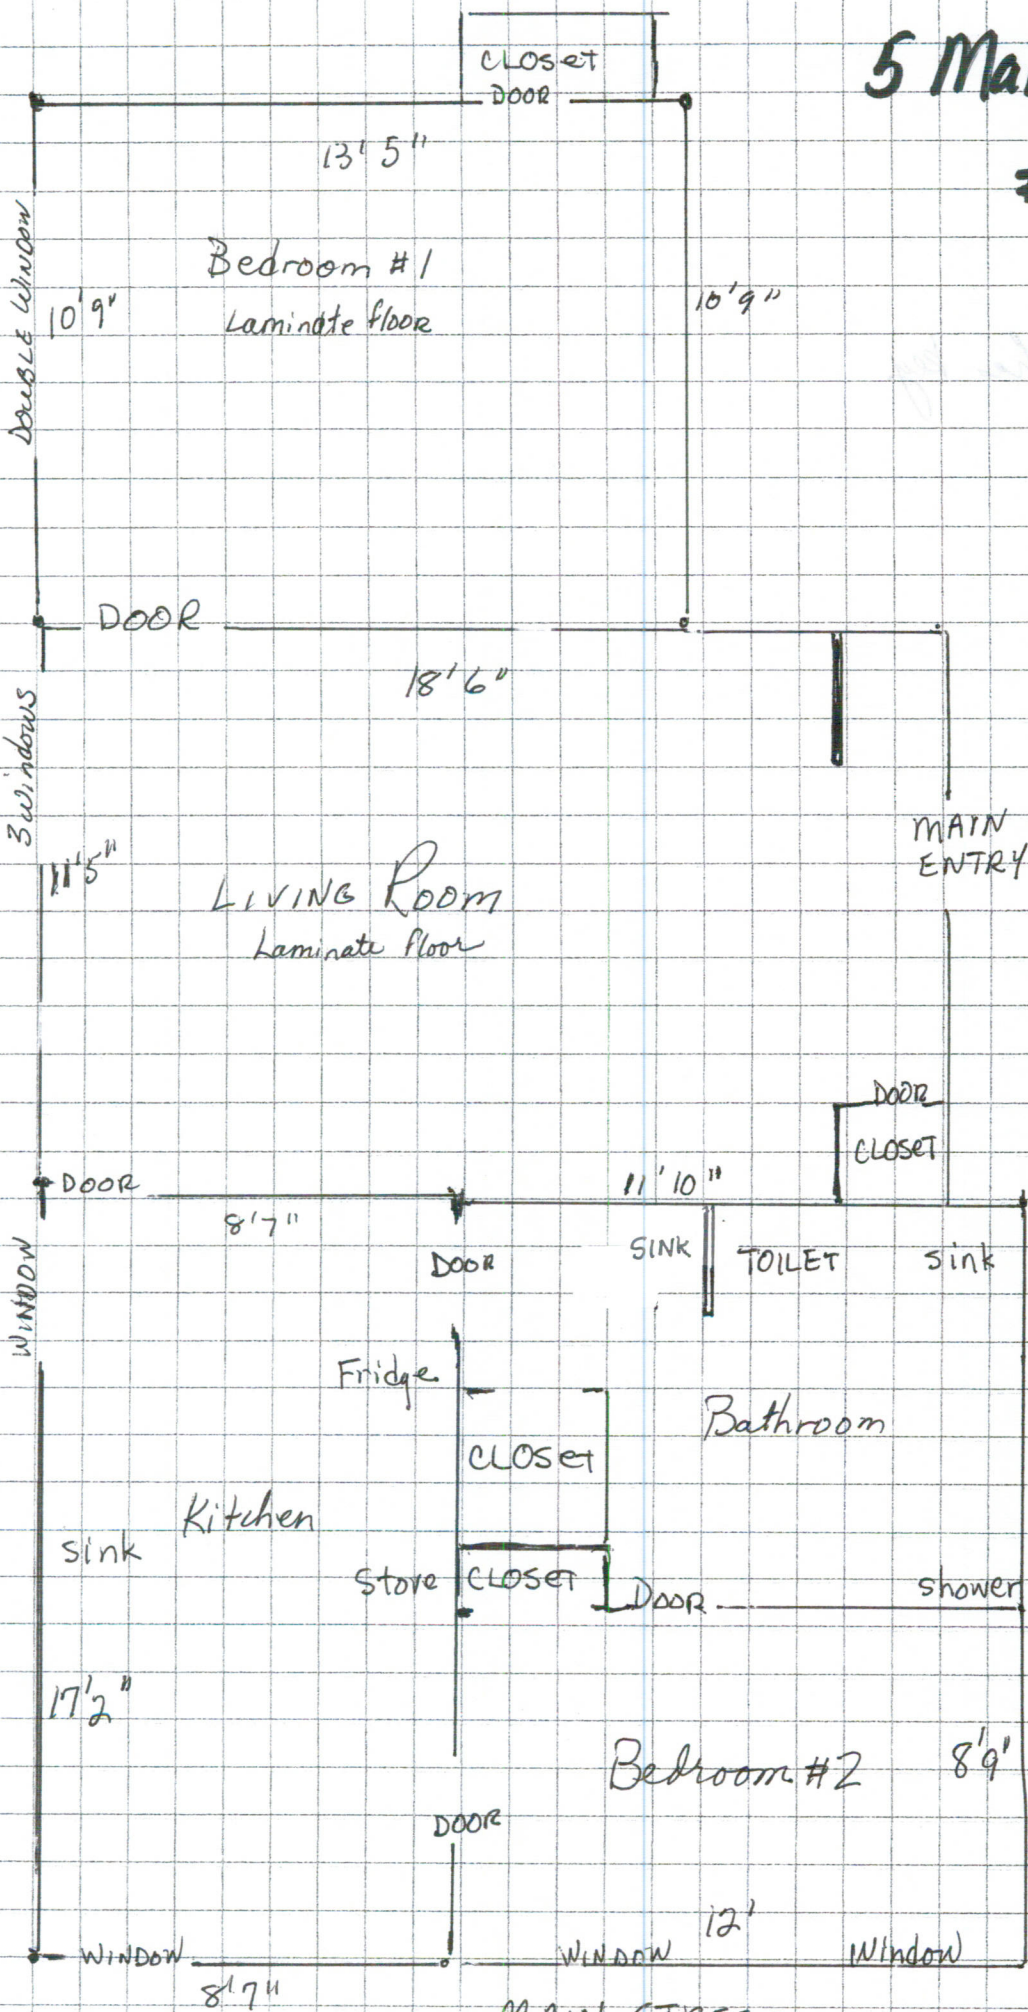 CLOSET
DOOR
5 Ma
13' 5"
DOUBLE WINDOW
Bedroom #1
10'9"
10'9"
Laminate floor
DOOR
18'6"
3 windows
MAIN
ENTRY
11'5"
LIVING Room
Laminate floor
DOOR
CLOSET
DOOR
11'10"
8'7"
WINDOW
DOOR
SINK
TOILET
Sink
Fridge
Bathroom
CLOSET
Kitchen
Sink
Stove
CLOSET
DOOR
shower
17'2"
Bedroom #2
8'9"
DOOR
12'
WINDOW
WINDOW
Window
8'7"